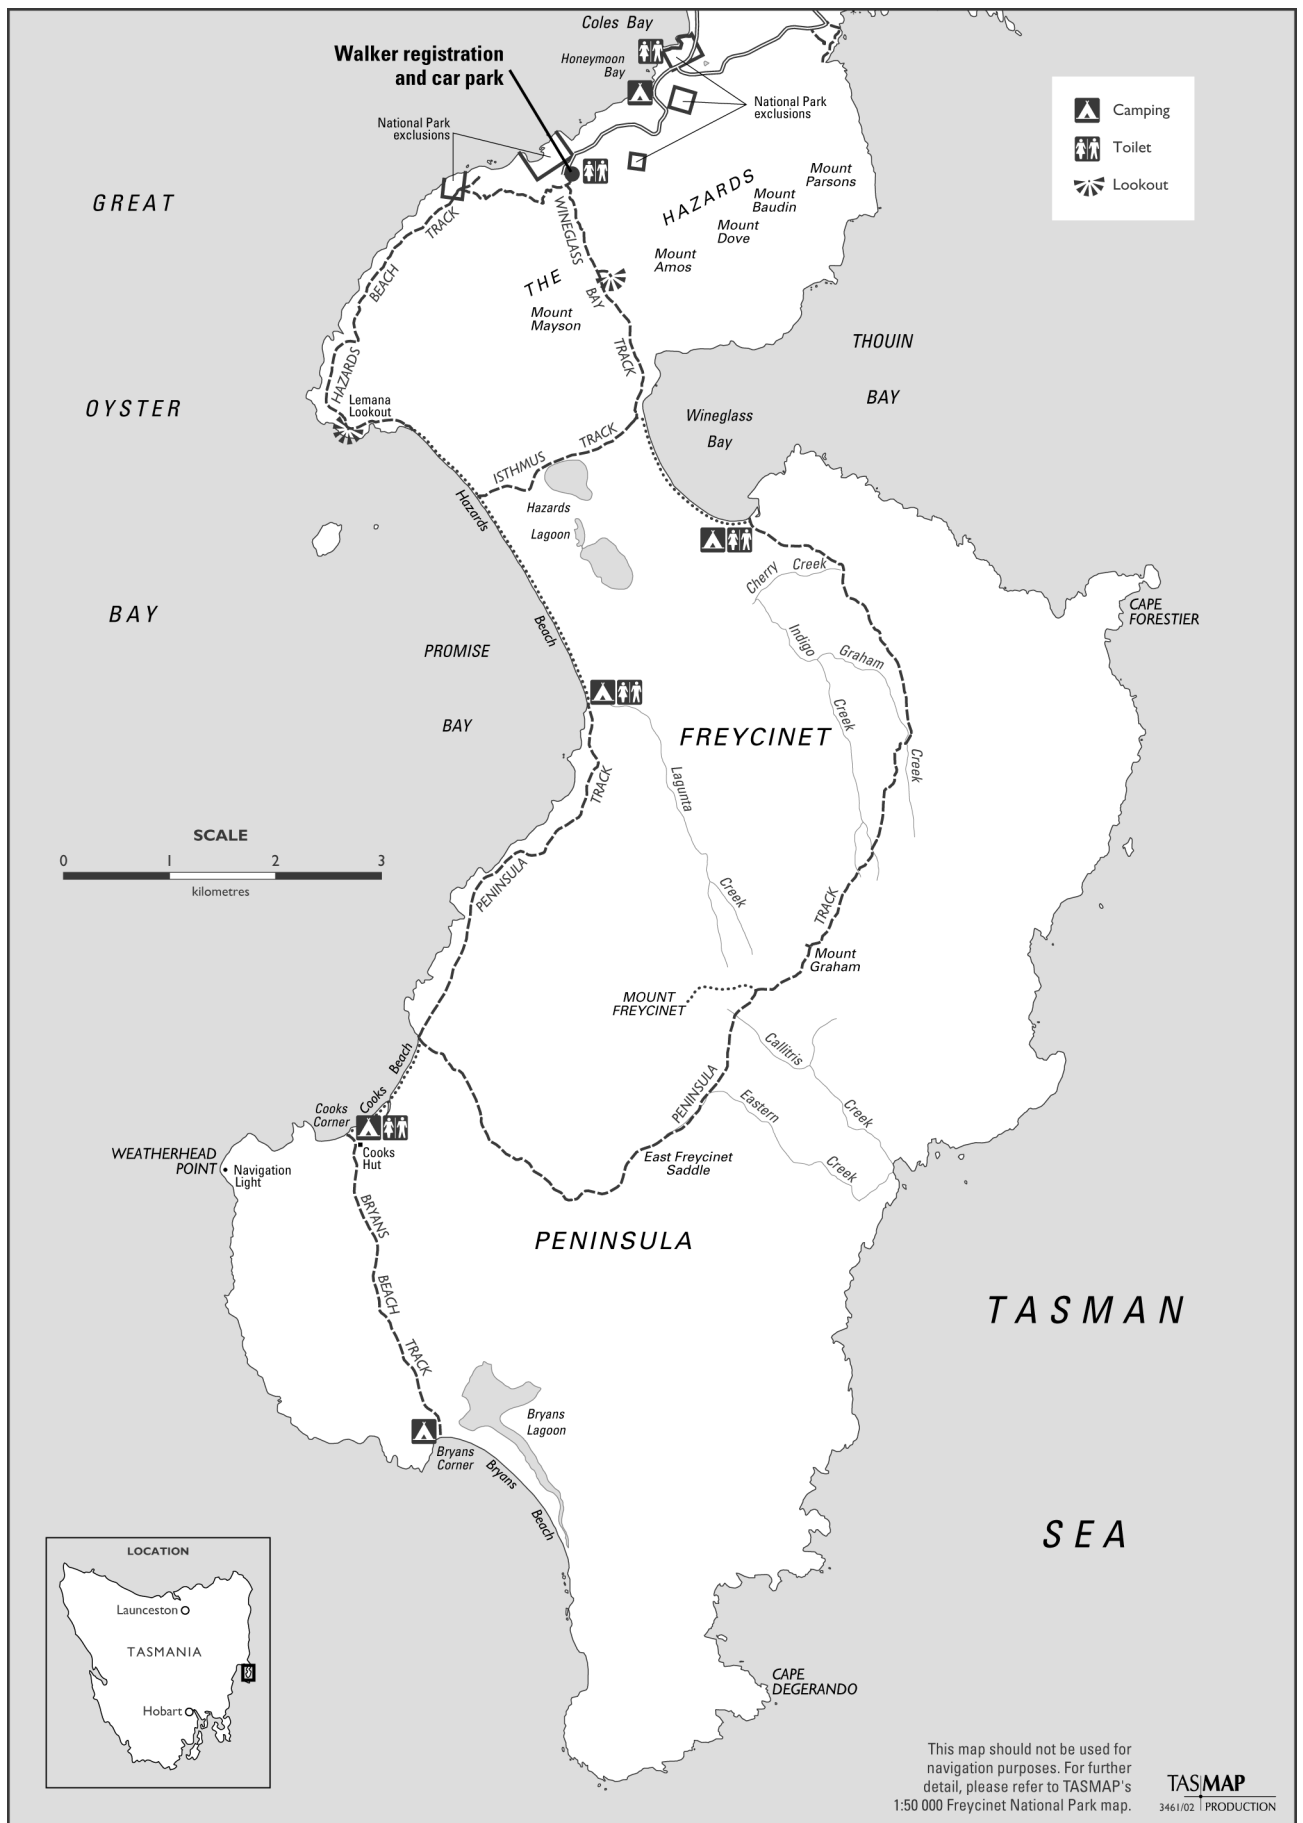 Coles Bay
Walker registration
and car park
Honeymoon
Bay
National Park
exclusions
National Park
exclusions
Camping
Toilet
Lookout
GREAT
OYSTER
BAY
TRACK
BEACH
HAZARDS
WINEGLASS
BAY
TRACK
THE
HAZARDS
Mount
Parsons
Mount
Baudin
Mount
Dove
Mount
Amos
Mount
Mayson
THOUIN
BAY
Lemana
Lookout
Wineglass
Bay
ISTHMUS
TRACK
Hazards
Beach
Hazards
Lagoon
Cherry
Creek
Indigo
Creek
Graham
Creek
CAPE
FORESTIER
PROMISE
BAY
FREYCINET
Lagunta
Creek
TRACK
PENINSULA
SCALE
0
1
2
3
kilometres
TRACK
Mount
Graham
MOUNT
FREYCINET
Callitris
Creek
Eastern
Creek
PENINSULA
East Freycinet
Saddle
Cooks
Beach
Cooks
Corner
WEATHERHEAD
POINT
Navigation
Light
Cooks
Hut
PENINSULA
BRYANS
BEACH
TRACK
Bryans
Lagoon
Bryans
Corner
Bryans
Beach
TASMAN
SEA
CAPE
DEGERANDO
LOCATION
Launceston
TASMANIA
Hobart
This map should not be used for
navigation purposes. For further
detail, please refer to TASMAP's
1:50 000 Freycinet National Park map.
TASMAP
3461/02 PRODUCTION